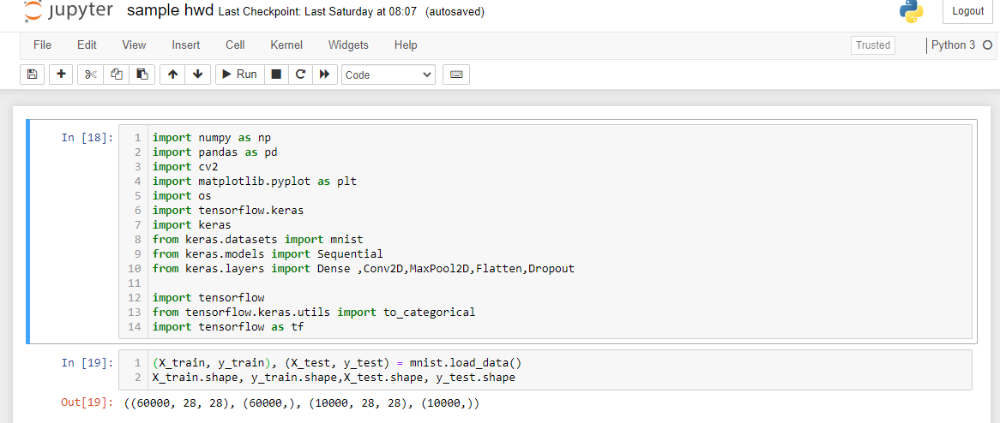 jupyter sample hwd Last Checkpoint: Last Saturday at 08:07 (autosaved) Logout
File Edit View Insert Cell Kernel Widgets Help Trusted Python 3
Run Code
In [18]:
1 import numpy as np
2 import pandas as pd
3 import cv2
4 import matplotlib.pyplot as plt
5 import os
6 import tensorflow.keras
7 import keras
8 from keras.datasets import mnist
9 from keras.models import Sequential
10 from keras.layers import Dense ,Conv2D,MaxPool2D,Flatten,Dropout
11
12 import tensorflow
13 from tensorflow.keras.utils import to_categorical
14 import tensorflow as tf
In [19]:
1 (X_train, y_train), (X_test, y_test) = mnist.load_data()
2 X_train.shape, y_train.shape,X_test.shape, y_test.shape
Out[19]: ((60000, 28, 28), (60000,), (10000, 28, 28), (10000,))